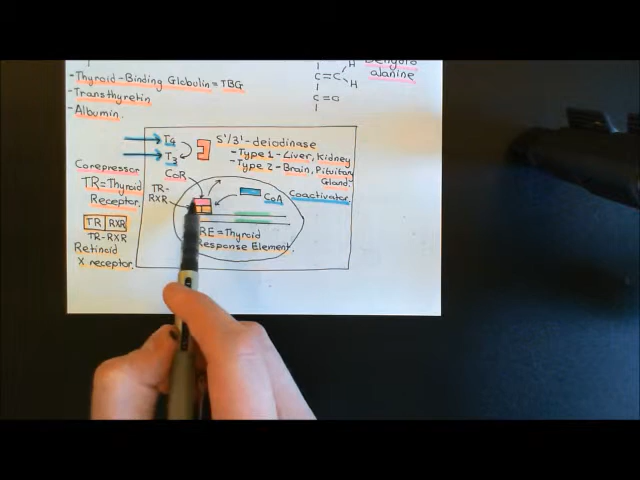 - Thyroid-Binding Globulin = TBG
- Transthyretin
- Albumin.
H
C=C
H
C=O
Dehydro
alanine
T4
T3
5'/3'-deiodinase
- Type 1 - Liver, Kidney
- Type 2 - Brain, Pituitary
Gland.
Corepressor
TR=Thyroid
Receptor.
TR RXR
TR-RXR
Retinoid
X receptor.
CoR
TR-
RXR
CoA
Coactivator.
RE = Thyroid
Response Element.